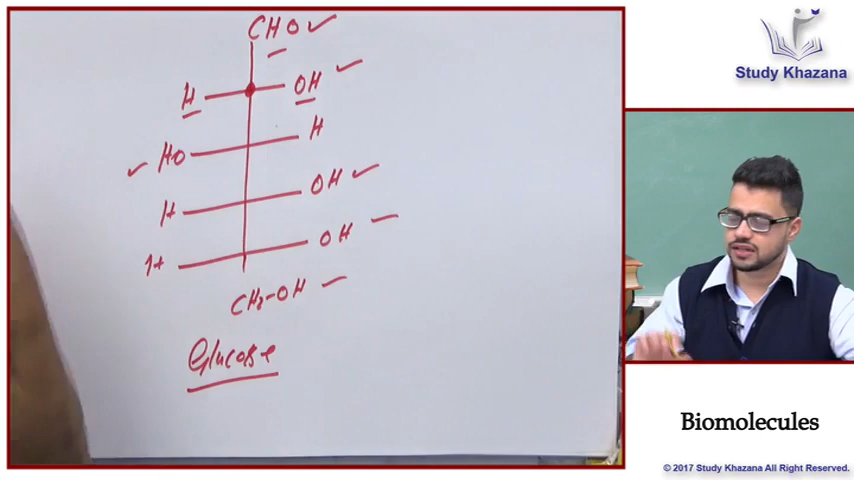 CHO
H OH
HO H
H OH
H OH
CH₂-OH
Glucose
Study Khazana
Biomolecules
© 2017 Study Khazana All Right Reserved.